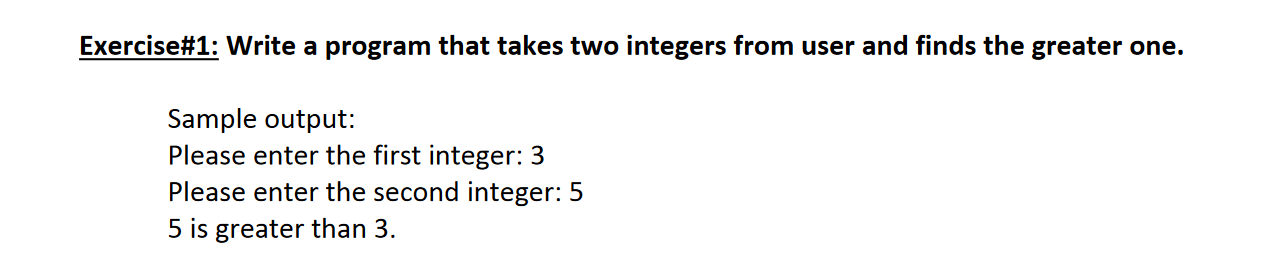 Exercise#1: Write a program that takes two integers from user and finds the greater one.
Sample output:
Please enter the first integer: 3
Please enter the second integer: 5
5 is greater than 3.